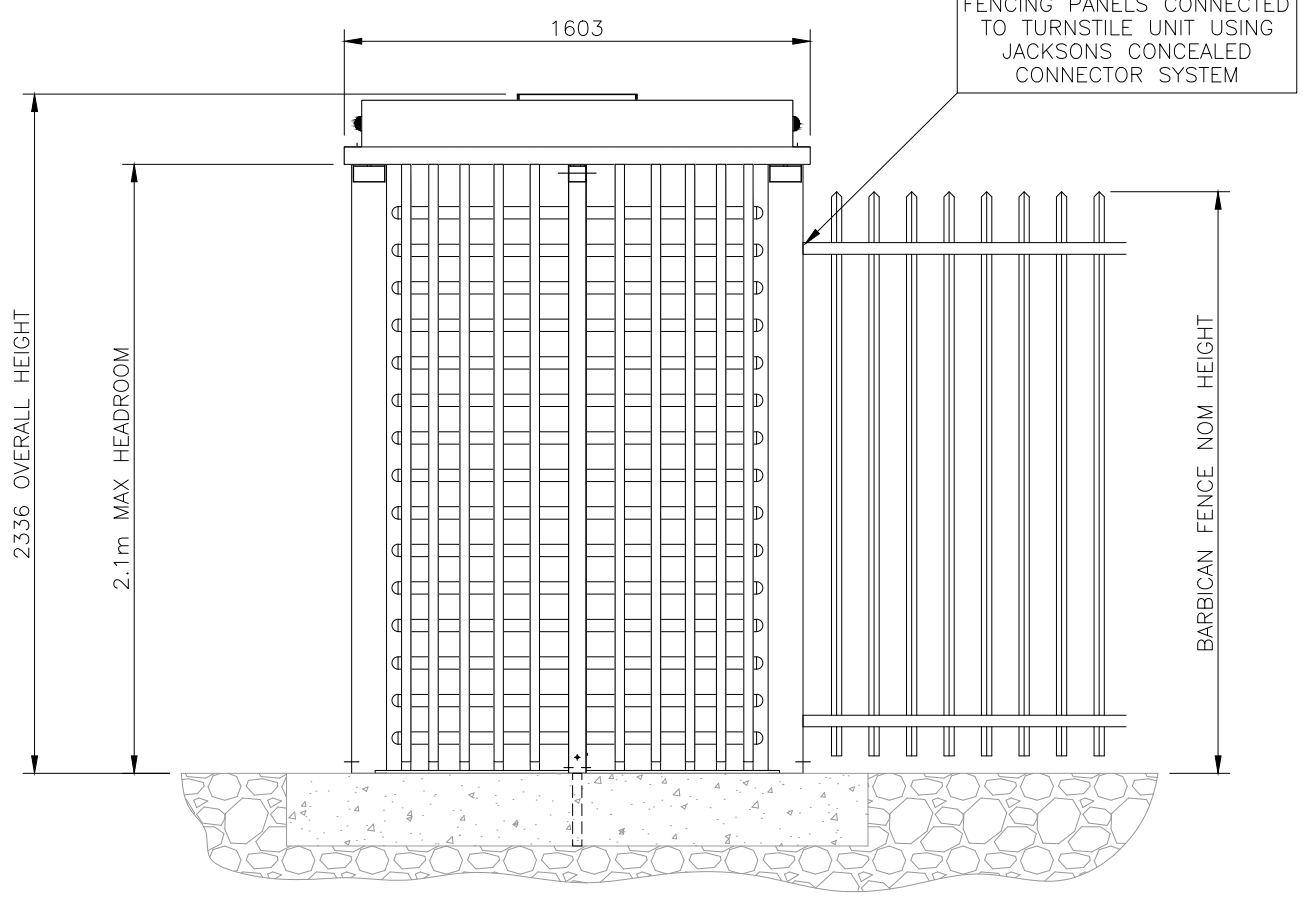 FENCING PANELS CONNECTED
TO TURNSTILE UNIT USING
JACKSONS CONCEALED
CONNECTOR SYSTEM
1603
2336 OVERALL HEIGHT
2.1m MAX HEADROOM
BARBICAN FENCE NOM HEIGHT